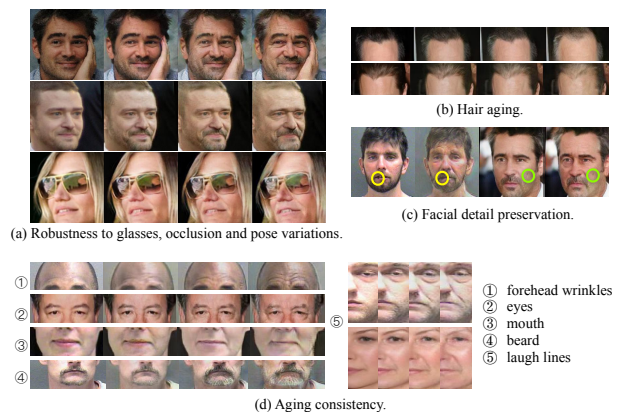 (a) Robustness to glasses, occlusion and pose variations.
(b) Hair aging.
(c) Facial detail preservation.
①
②
③
④
⑤
① forehead wrinkles
② eyes
③ mouth
④ beard
⑤ laugh lines
(d) Aging consistency.